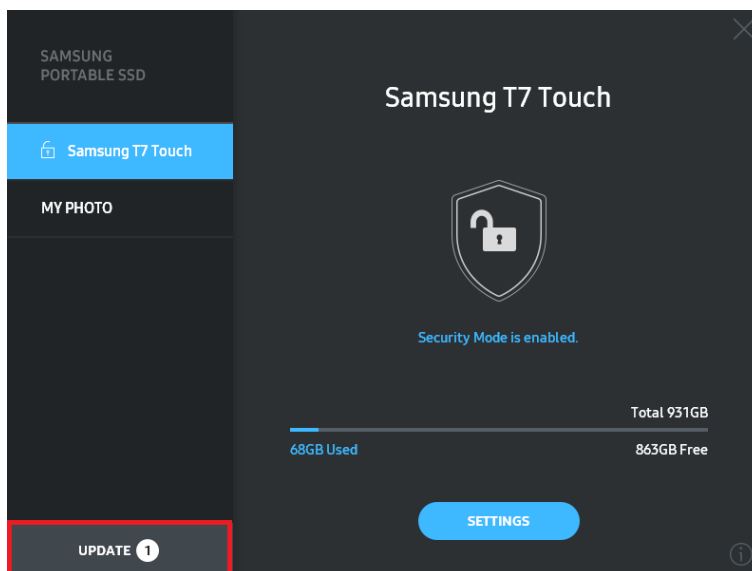 SAMSUNG
PORTABLE SSD
Samsung T7 Touch
MY PHOTO
UPDATE 1
Samsung T7 Touch
Security Mode is enabled.
Total 931GB
68GB Used
863GB Free
SETTINGS